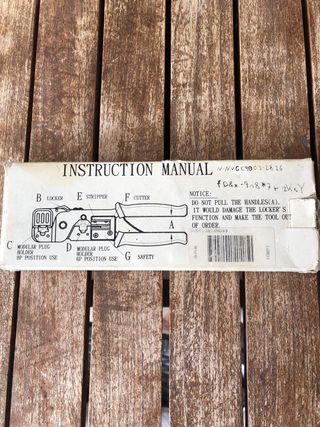 INSTRUCTION MANUAL
B LOCKER
E STRIPPER
F CUTTER
NOTICE:
DO NOT PULL THE HANDLES(A).
IT WOULD DAMAGE THE LOCKER'S
FUNCTION AND MAKE THE TOOL OUT
OF ORDER.
A
C MODULAR PLUG
HOLDER
8P POSITION USE
D MODULAR PLUG
HOLDER
6P POSITION USE
G SAFETY